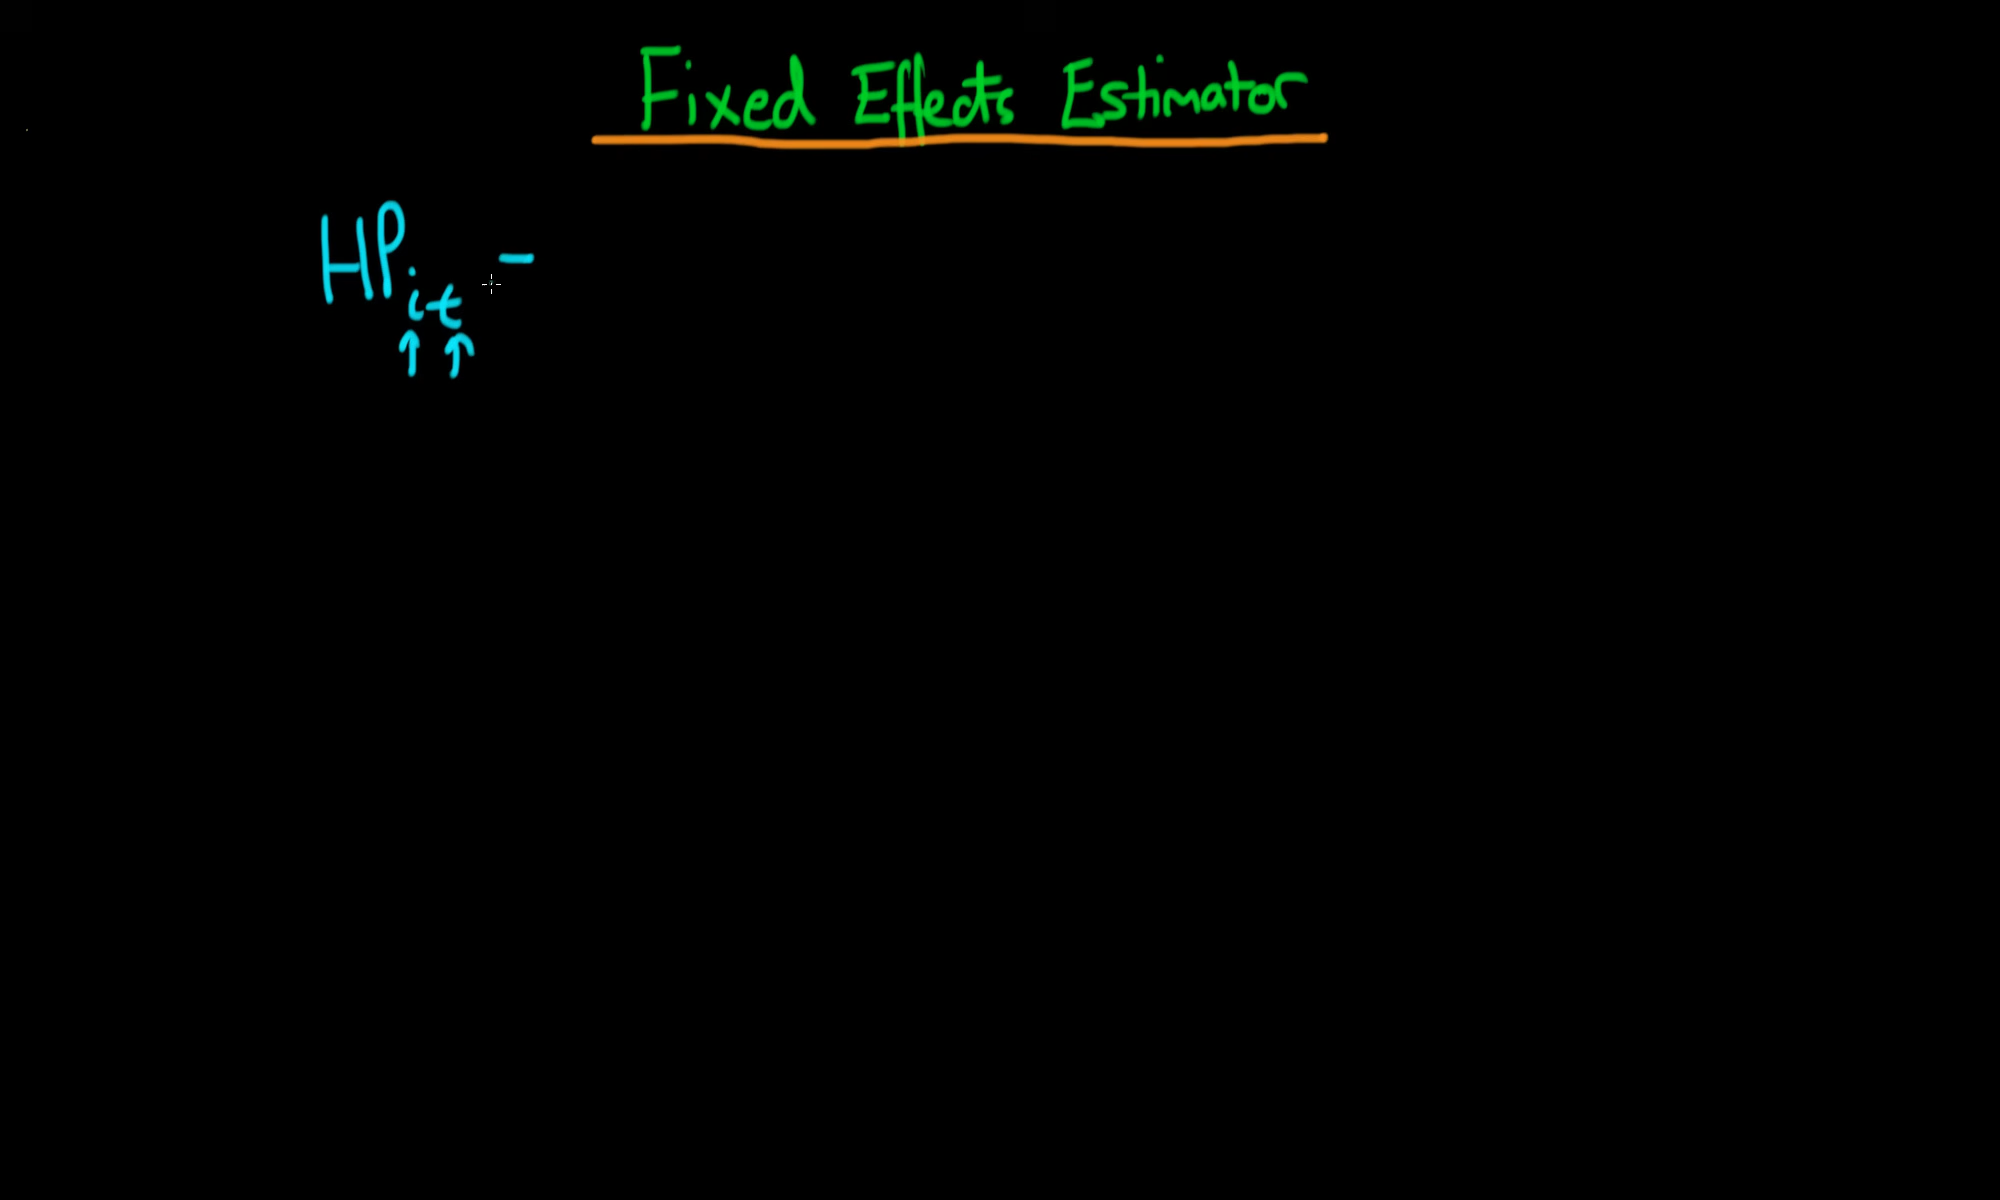 Fixed Effects Estimator
HPit -
↑ ↑